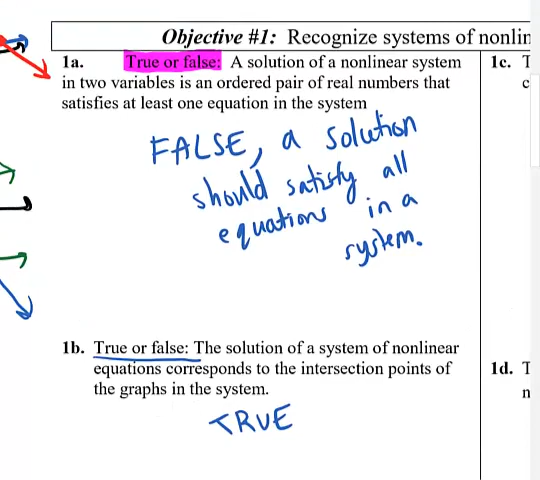 Objective #1: Recognize systems of nonlin
1a. True or false: A solution of a nonlinear system
in two variables is an ordered pair of real numbers that
satisfies at least one equation in the system
FALSE, a solution
should satisfy all
equations in a
system.
1b. True or false: The solution of a system of nonlinear
equations corresponds to the intersection points of
the graphs in the system.
TRUE
1c. T
c
1d. T
n